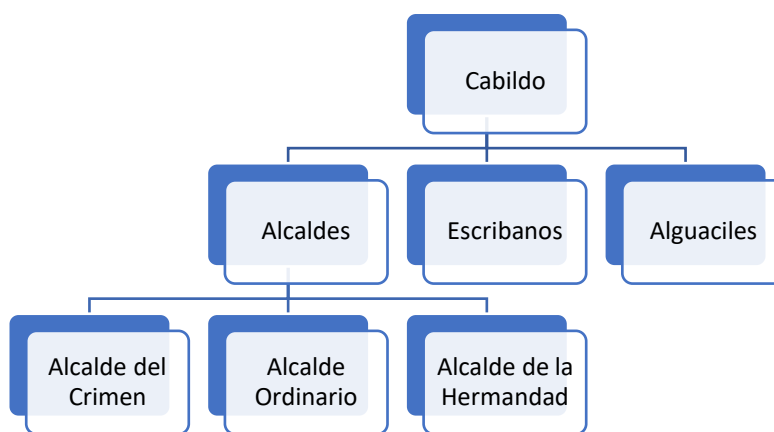 Cabildo
Alcaldes
Escribanos
Alguaciles
Alcalde del
Crimen
Alcalde
Ordinario
Alcalde de la
Hermandad